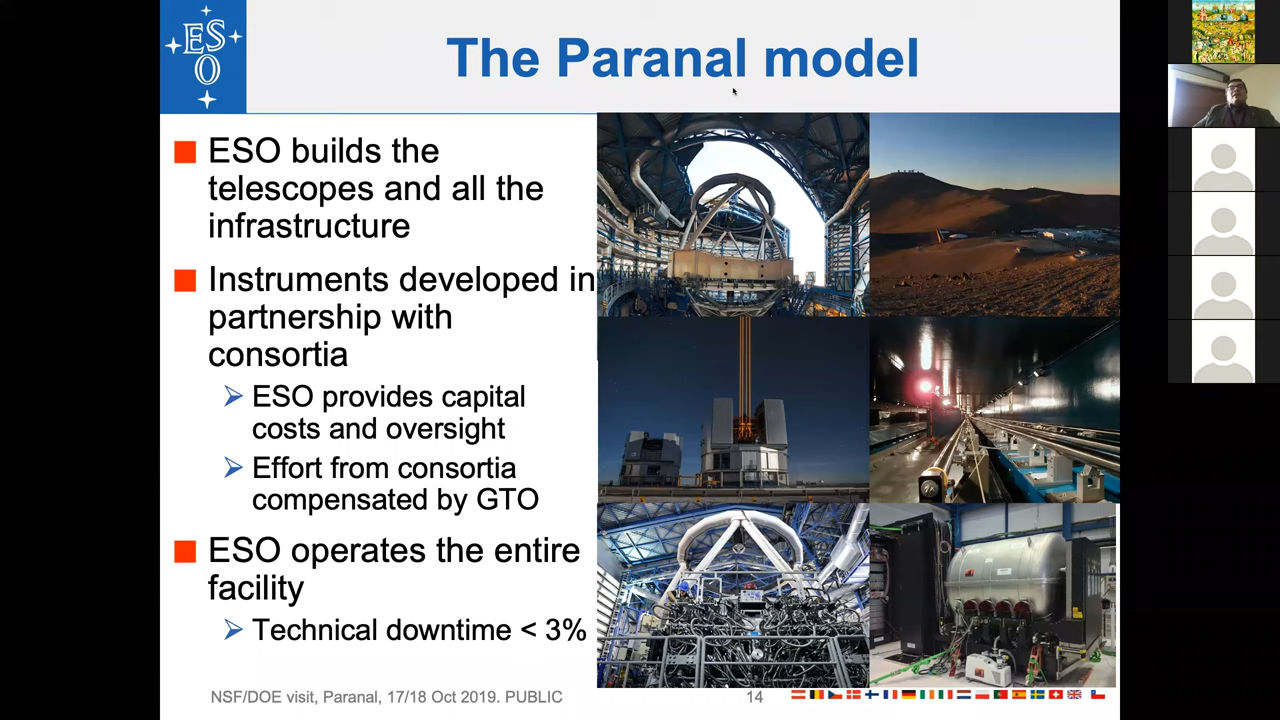 ES
O
The Paranal model
ESO builds the
telescopes and all the
infrastructure
Instruments developed in
partnership with
consortia
ESO provides capital
costs and oversight
Effort from consortia
compensated by GTO
ESO operates the entire
facility
Technical downtime < 3%
NSF/DOE visit, Paranal, 17/18 Oct 2019. PUBLIC
14